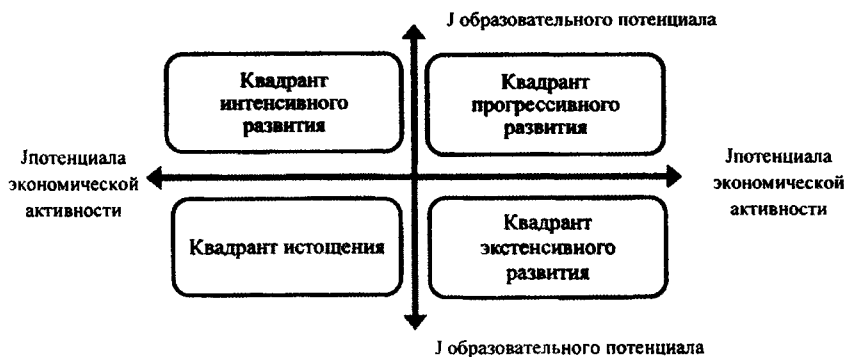 J образовательного потенциала
Квадрант
интенсивного
развития
Квадрант
прогрессивного
развития
Jпотенциала
экономической
активности
Jпотенциала
экономической
активности
Квадрант истощения
Квадрант
экстенсивного
развития
J образовательного потенциала